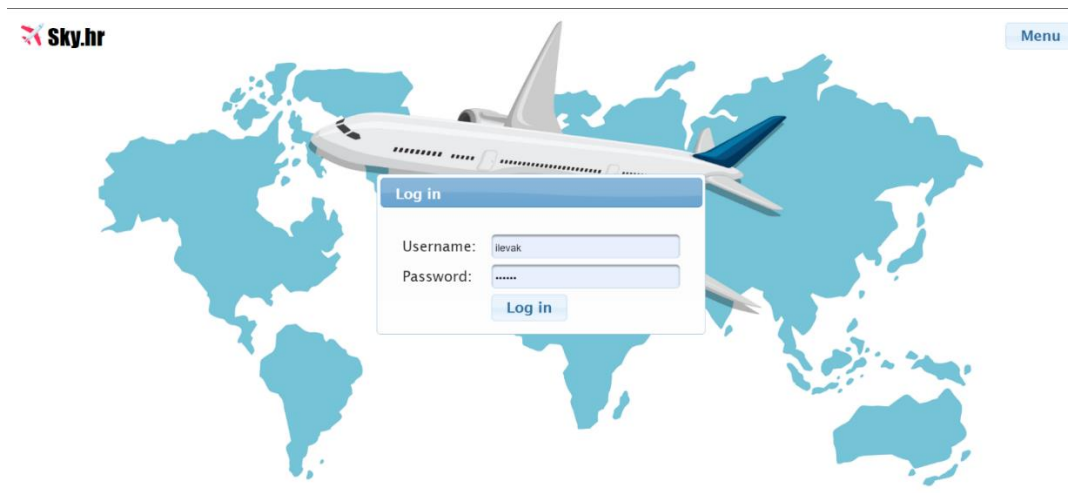 Sky.hr
Menu
Log in
Username: ilevak
Password: ••••••
Log in